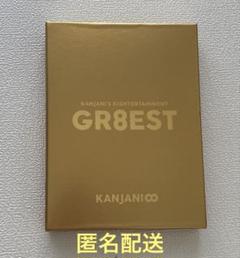 KANJANI'S EIGHTERTAINMENT
GR8EST
KANJANI∞
匿名配送